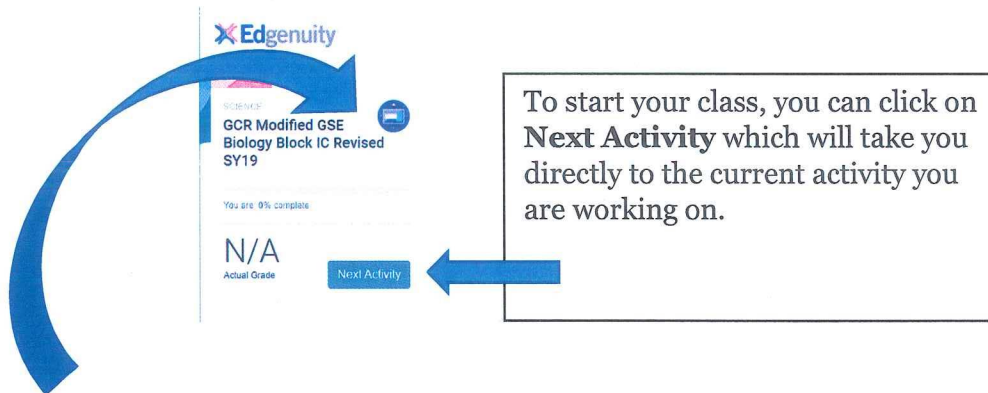 Edgenuity
SCIENCE
GCR Modified GSE
Biology Block IC Revised
SY19
You are 0% complete
N/A
Actual Grade
Next Activity
To start your class, you can click on
Next Activity which will take you
directly to the current activity you
are working on.